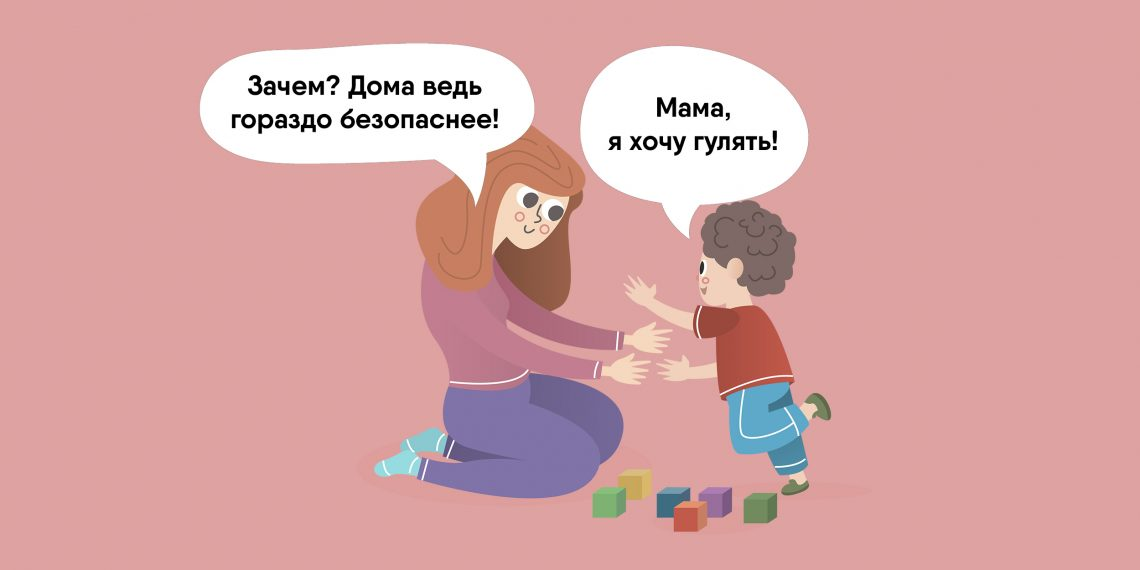 Зачем? Дома ведь
гораздо безопаснее!
Мама,
я хочу гулять!